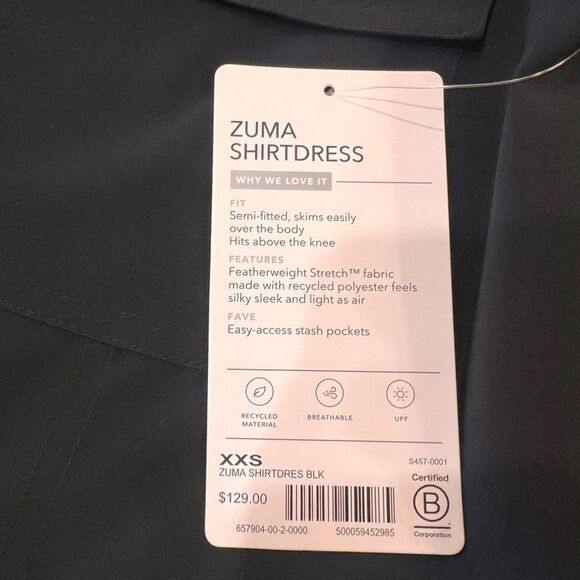 ZUMA
SHIRTDRESS
WHY WE LOVE IT
FIT
Semi-fitted, skims easily
over the body
Hits above the knee
FEATURES
Featherweight Stretch™ fabric
made with recycled polyester feels
silky sleek and light as air
FAVE
Easy-access stash pockets
RECYCLED
MATERIAL
BREATHABLE
UPF
XXS
S457-0001
ZUMA SHIRTDRES BLK
$129.00
657904-00-2-0000
500059452985
Certified
B
Corporation